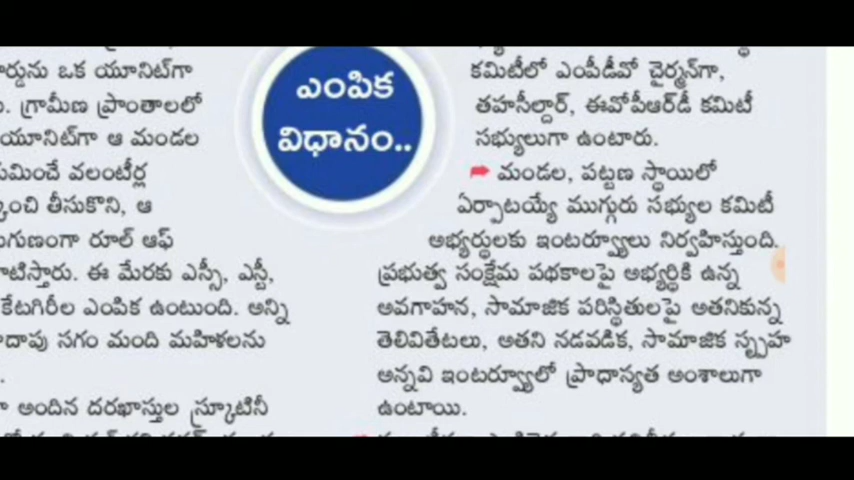 ఎంపిక
విధానం..
ఒక యూనిట్‌గా
గ్రామీణ ప్రాంతాలలో
యూనిట్‌గా ఆ మండల
వలంటీర్ల
తీసుకొని, ఆ
రూల్ ఆఫ్
ఈ మేరకు ఎస్సీ, ఎస్టీ,
కేటగిరీల ఎంపిక ఉంటుంది. అన్ని
సగం మంది మహిళలను
అందిన దరఖాస్తుల స్క్రూటినీ
కమిటీలో ఎంపీడీవో చైర్మన్‌గా,
తహసీల్దార్, ఈవోపీఆర్‌డీ కమిటీ
సభ్యులుగా ఉంటారు.
మండల, పట్టణ స్థాయిలో
ఏర్పాటయ్యే ముగ్గురు సభ్యుల కమిటీ
అభ్యర్థులకు ఇంటర్వ్యూలు నిర్వహిస్తుంది.
ప్రభుత్వ సంక్షేమ పథకాలపై అభ్యర్థికి ఉన్న
అవగాహన, సామాజిక పరిస్థితులపై అతనికున్న
తెలివితేటలు, అతని నడవడిక, సామాజిక స్పృహ
అన్నవి ఇంటర్వ్యూలో ప్రాధాన్యత అంశాలుగా
ఉంటాయి.